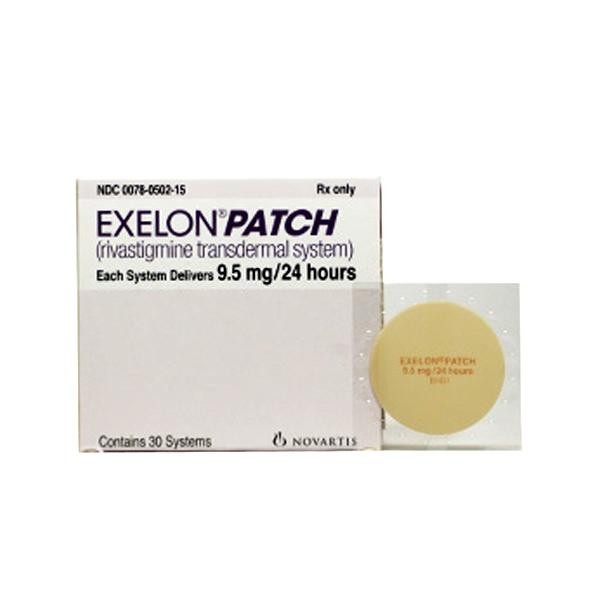 NDC 0078-0502-15 Rx only
EXELON® PATCH
(rivastigmine transdermal system)
Each System Delivers 9.5 mg/24 hours
Contains 30 Systems
NOVARTIS
EXELON® PATCH
9.5 mg/24 hours